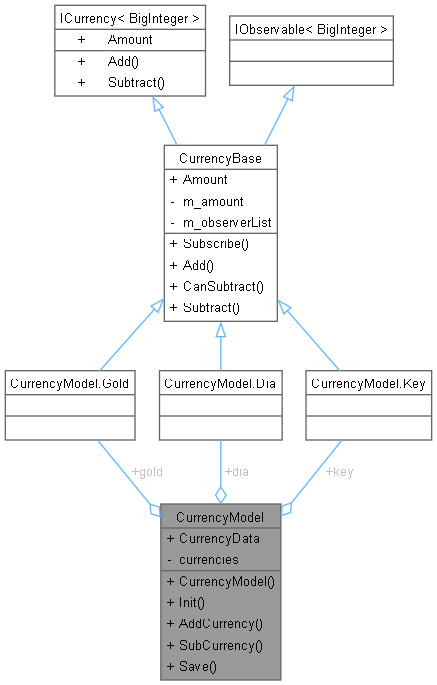 ICurrency< BigInteger >
+ Amount
+ Add()
+ Subtract()
IObservable< BigInteger >
CurrencyBase
+ Amount
- m_amount
- m_observerList
+ Subscribe()
+ Add()
+ CanSubtract()
+ Subtract()
CurrencyModel.Gold
CurrencyModel.Dia
CurrencyModel.Key
+gold
+dia
+key
CurrencyModel
+ CurrencyData
- currencies
+ CurrencyModel()
+ Init()
+ AddCurrency()
+ SubCurrency()
+ Save()